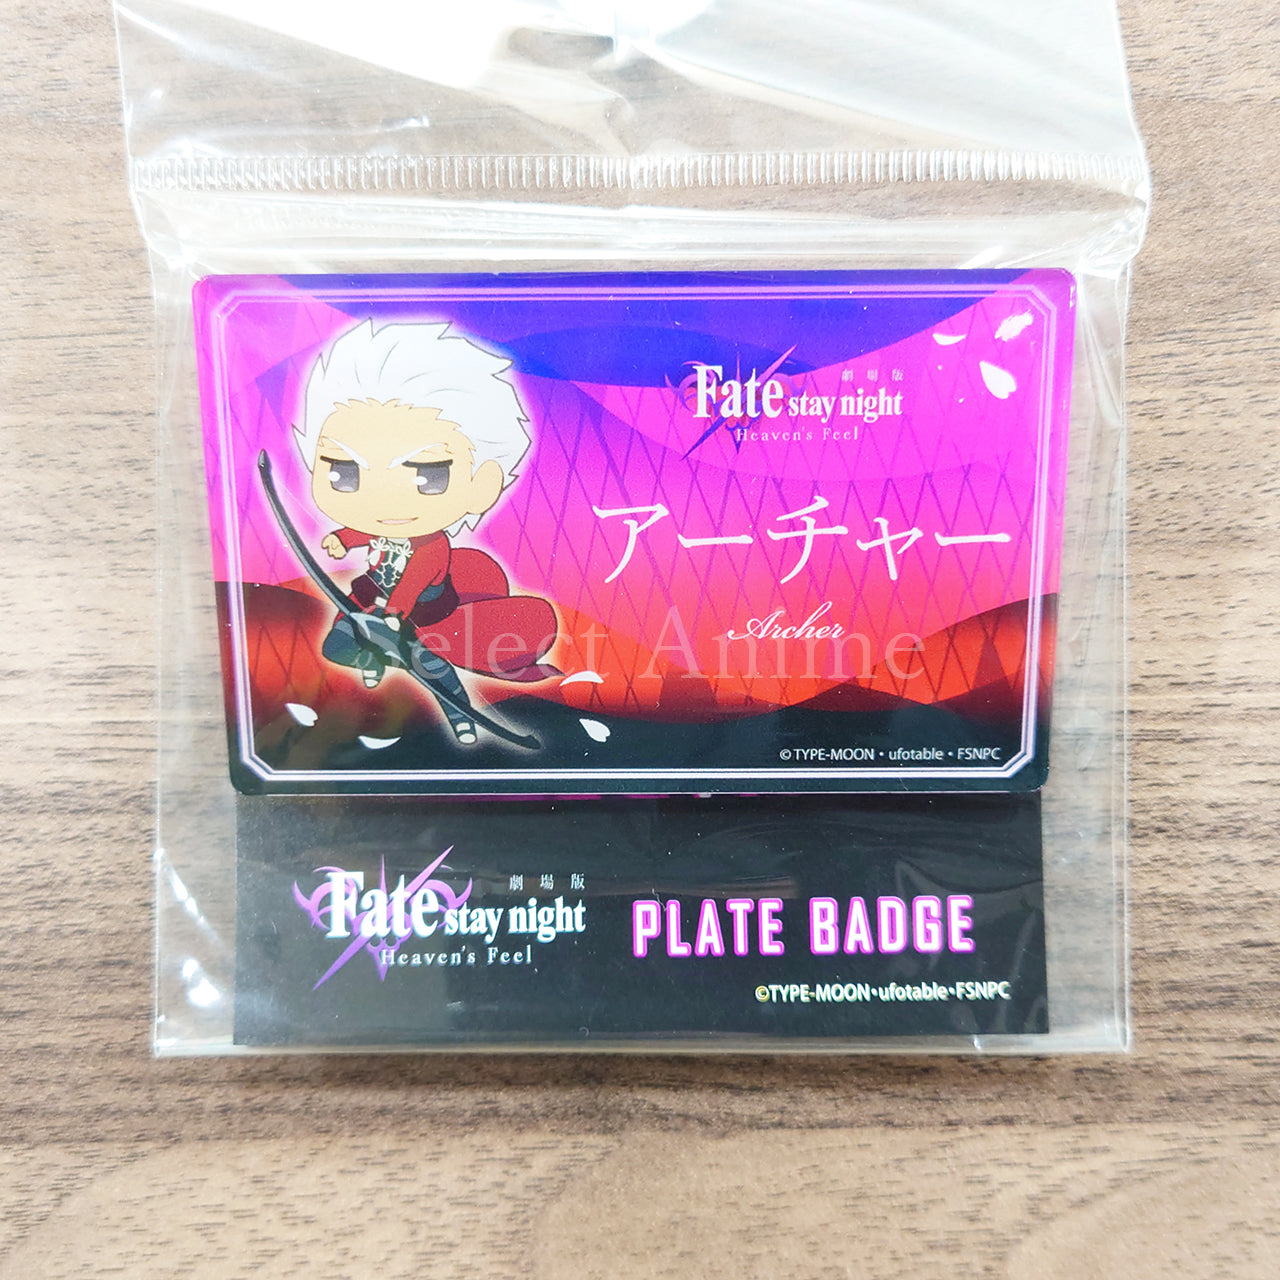 劇場版
Fate stay night
Heaven's Feel
アーチャー
Archer
Select Anime
©TYPE-MOON・ufotable・FSNPC
劇場版
Fate stay night
Heaven's Feel
PLATE BADGE
©TYPE-MOON・ufotable・FSNPC